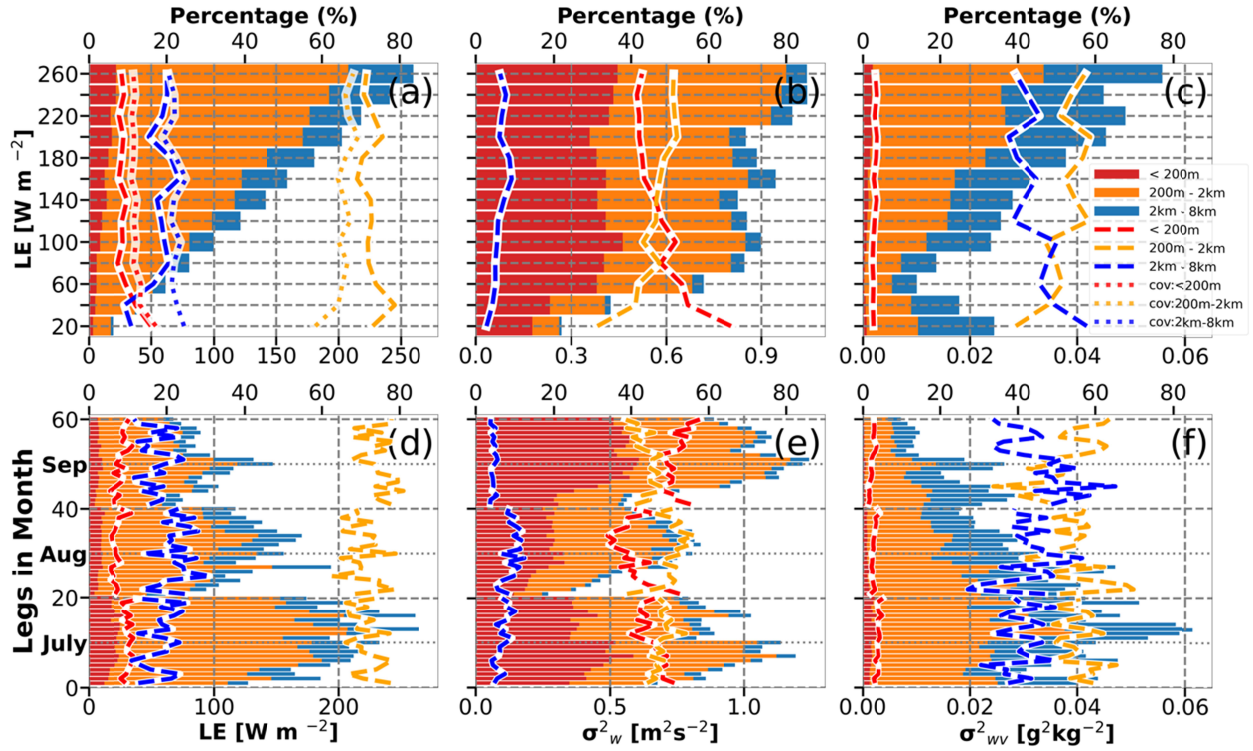 Percentage (%) Percentage (%) Percentage (%)
0 20 40 60 80 0 20 40 60 80 0 20 40 60 80
LE [W m -2]
260
220
180
140
100
60
20
(a) (b) (c)
< 200m
200m - 2km
2km - 8km
< 200m
200m - 2km
2km - 8km
cov:<200m
cov:200m-2km
cov:2km-8km
0 50 100 150 200 250 0.0 0.3 0.6 0.9 0.00 0.02 0.04 0.06
0 20 40 60 80 0 20 40 60 80 0 20 40 60 80
Legs in Month
60
Sep
40
Aug
20
July
0
(d) (e) (f)
0 100 200 0.0 0.5 1.0 0.00 0.02 0.04 0.06
LE [W m -2] σ²w [m²s⁻²] σ²wv [g²kg⁻²]